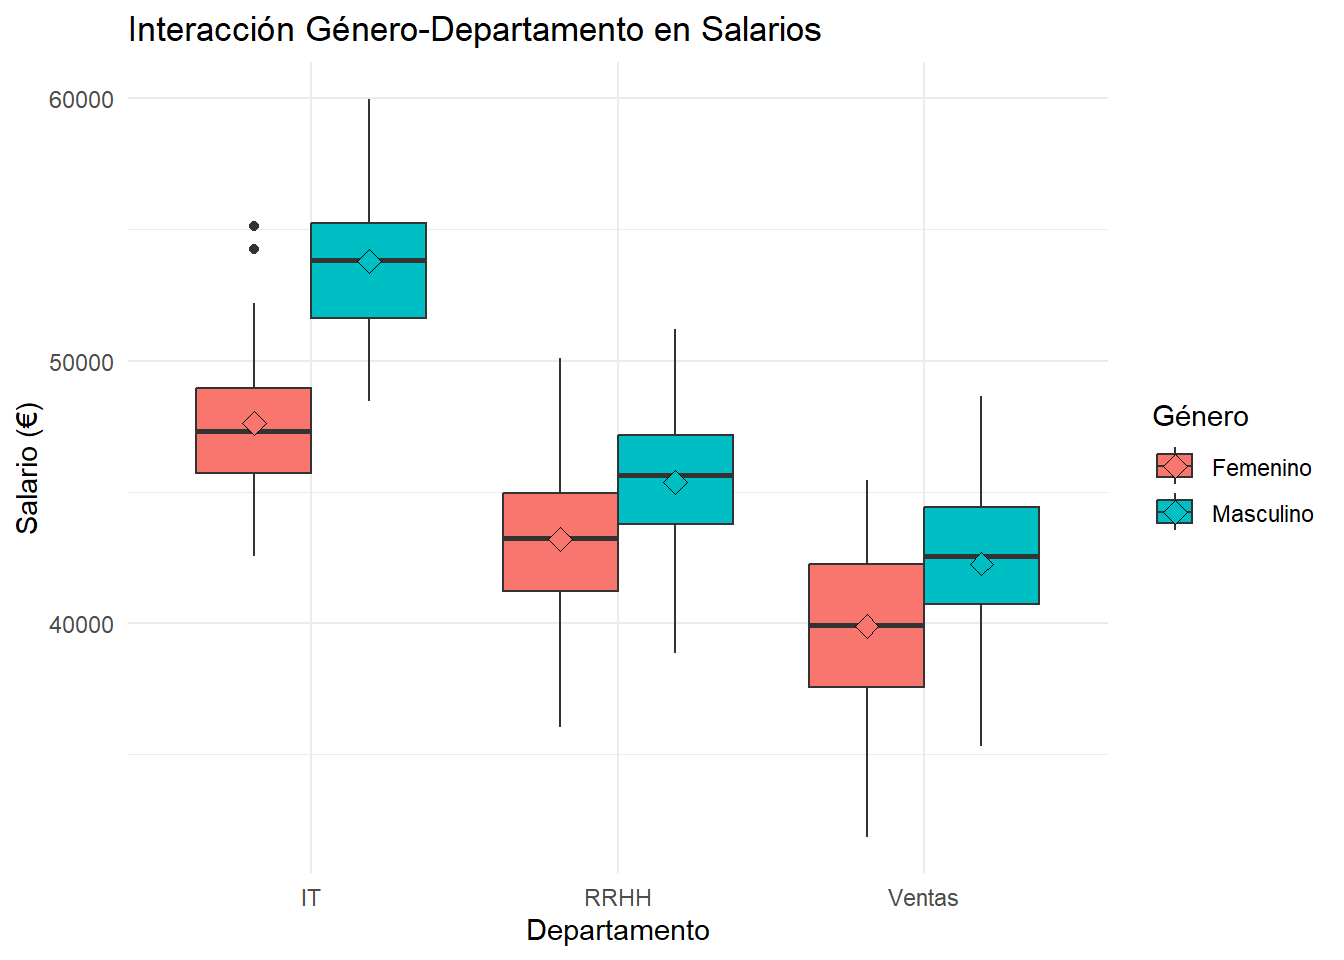 Interacción Género-Departamento en Salarios
60000
50000
40000
Salario (€)
IT
RRHH
Ventas
Departamento
Género
Femenino
Masculino